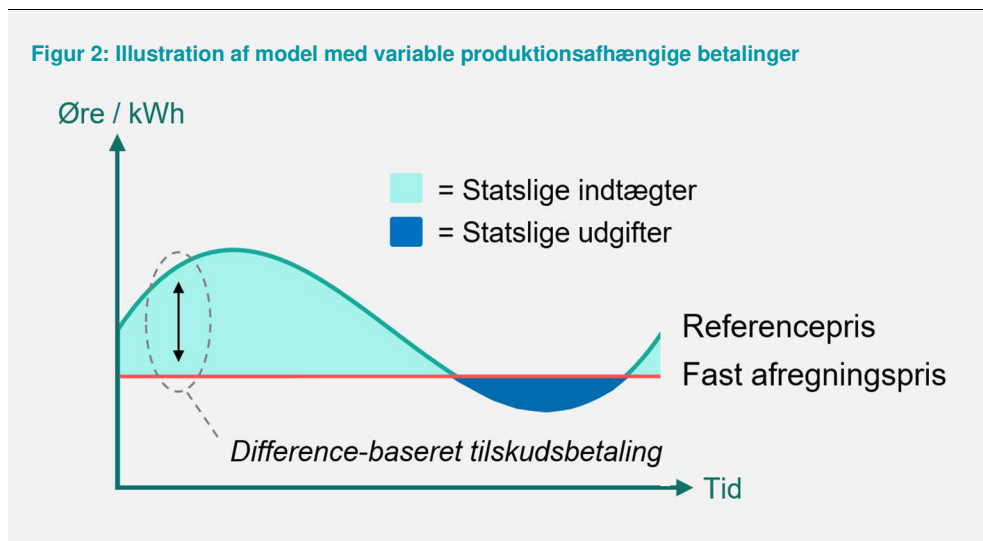 Figur 2: Illustration af model med variable produktionsafhængige betalinger
Øre / kWh
= Statslige indtægter
= Statslige udgifter
Referencepris
Fast afregningspris
Difference-baseret tilskudsbetaling
Tid